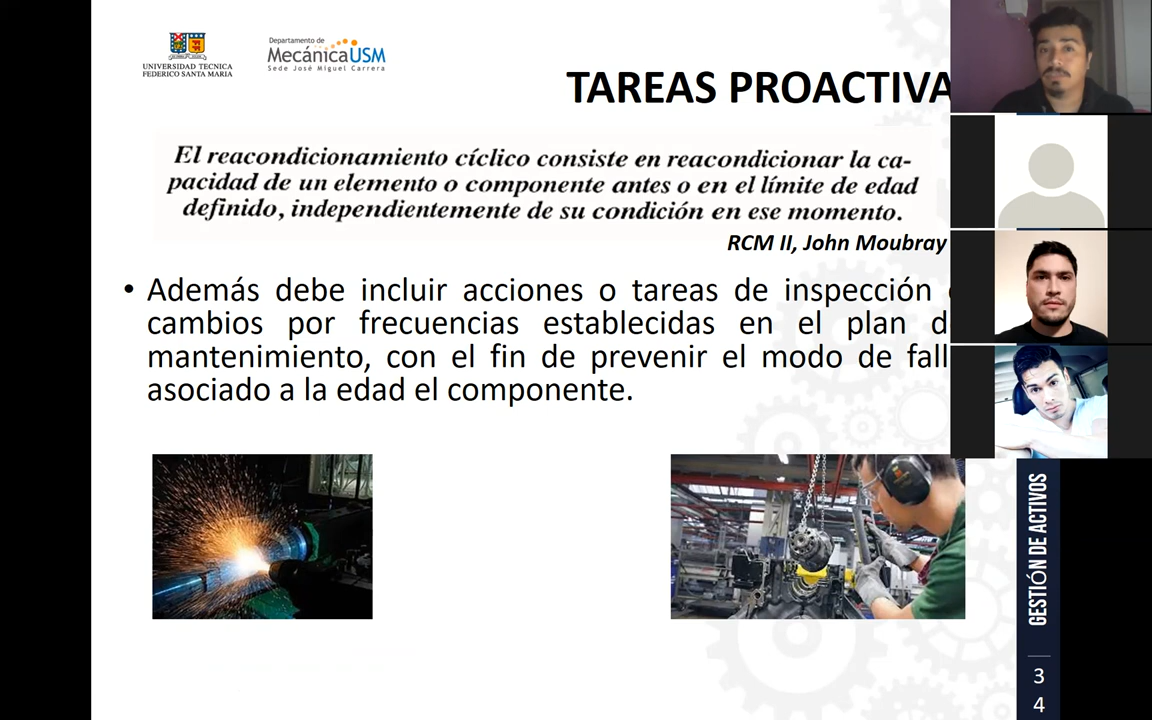 UNIVERSIDAD TECNICA
FEDERICO SANTA MARIA
Departamento de
MecánicaUSM
Sede José Miguel Carrera
TAREAS PROACTIVA
El reacondicionamiento cíclico consiste en reacondicionar la ca-
pacidad de un elemento o componente antes o en el límite de edad
definido, independientemente de su condición en ese momento.
RCM II, John Moubray
• Además debe incluir acciones o tareas de inspección
cambios por frecuencias establecidas en el plan d
mantenimiento, con el fin de prevenir el modo de fall
asociado a la edad el componente.
GESTIÓN DE ACTIVOS
3
4